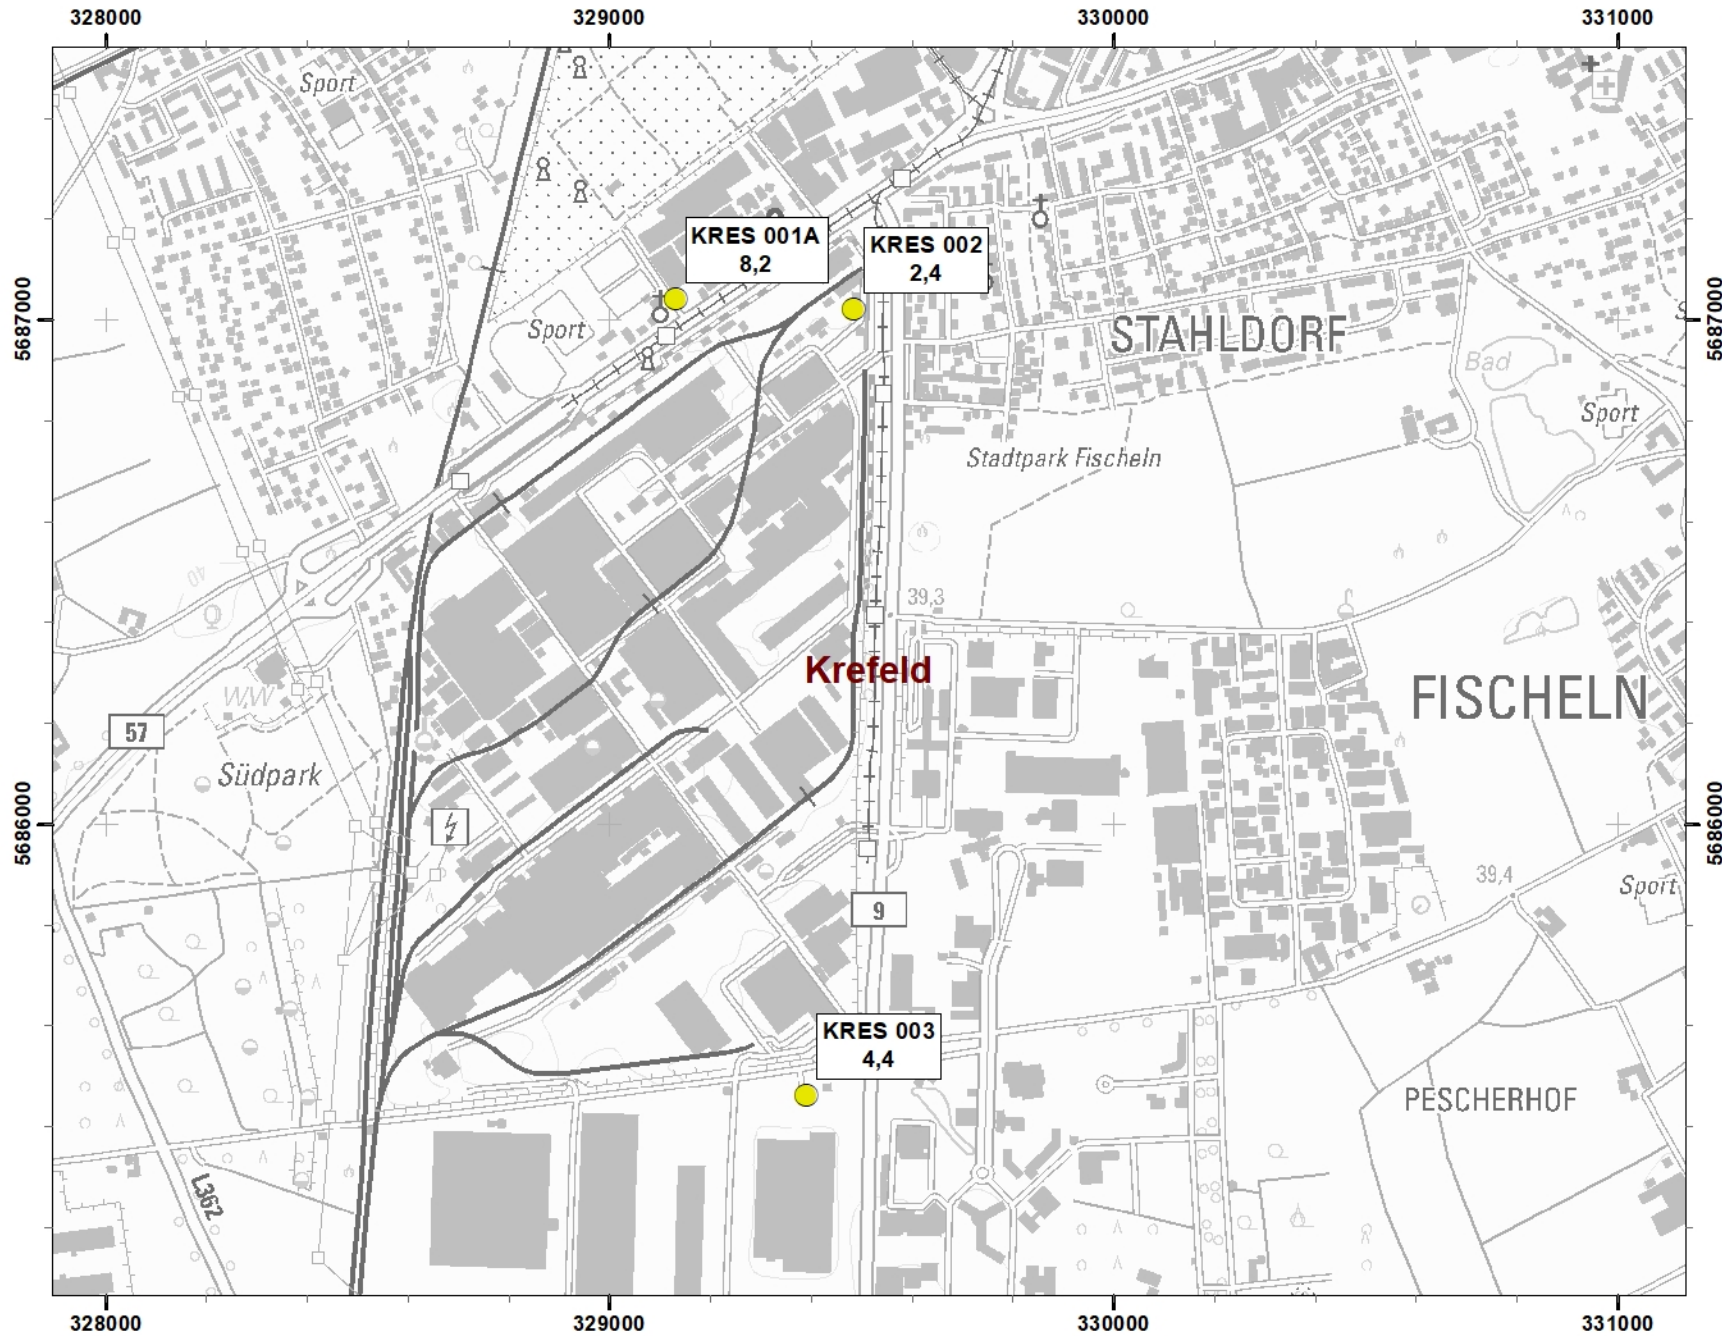 328000
329000
330000
331000
Sport
KRES 001A
8,2
KRES 002
2,4
5687000
5687000
Sport
STAHLDORF
Bad
Sport
Stadtpark Fischeln
40
39,3
Krefeld
WW
FISCHELN
57
Südpark
5686000
5686000
39,4
Sport
9
KRES 003
4,4
PESCHERHOF
L362
328000
329000
330000
331000